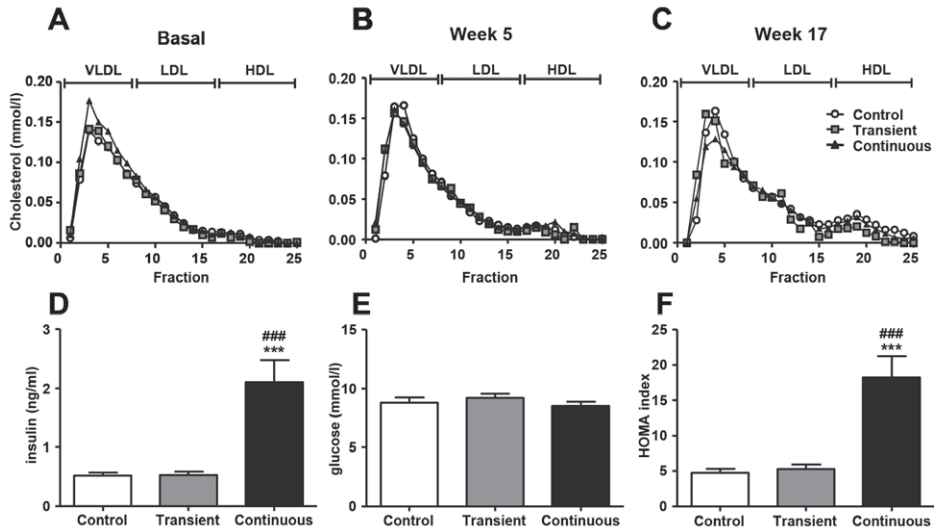 A
B
C
Basal
Week 5
Week 17
VLDL LDL HDL
VLDL LDL HDL
VLDL LDL HDL
Cholesterol (mmol/l)
0.20
0.15
0.10
0.05
0.00
0 5 10 15 20 25
Fraction
0.20
0.15
0.10
0.05
0.00
0 5 10 15 20 25
Fraction
0.20
0.15
0.10
0.05
0.00
0 5 10 15 20 25
Fraction
Control
Transient
Continuous
D
E
F
insulin (ng/ml)
3
2
1
0
###
***
Control Transient Continuous
glucose (mmol/l)
15
10
5
0
Control Transient Continuous
HOMA index
25
20
15
10
5
0
###
***
Control Transient Continuous